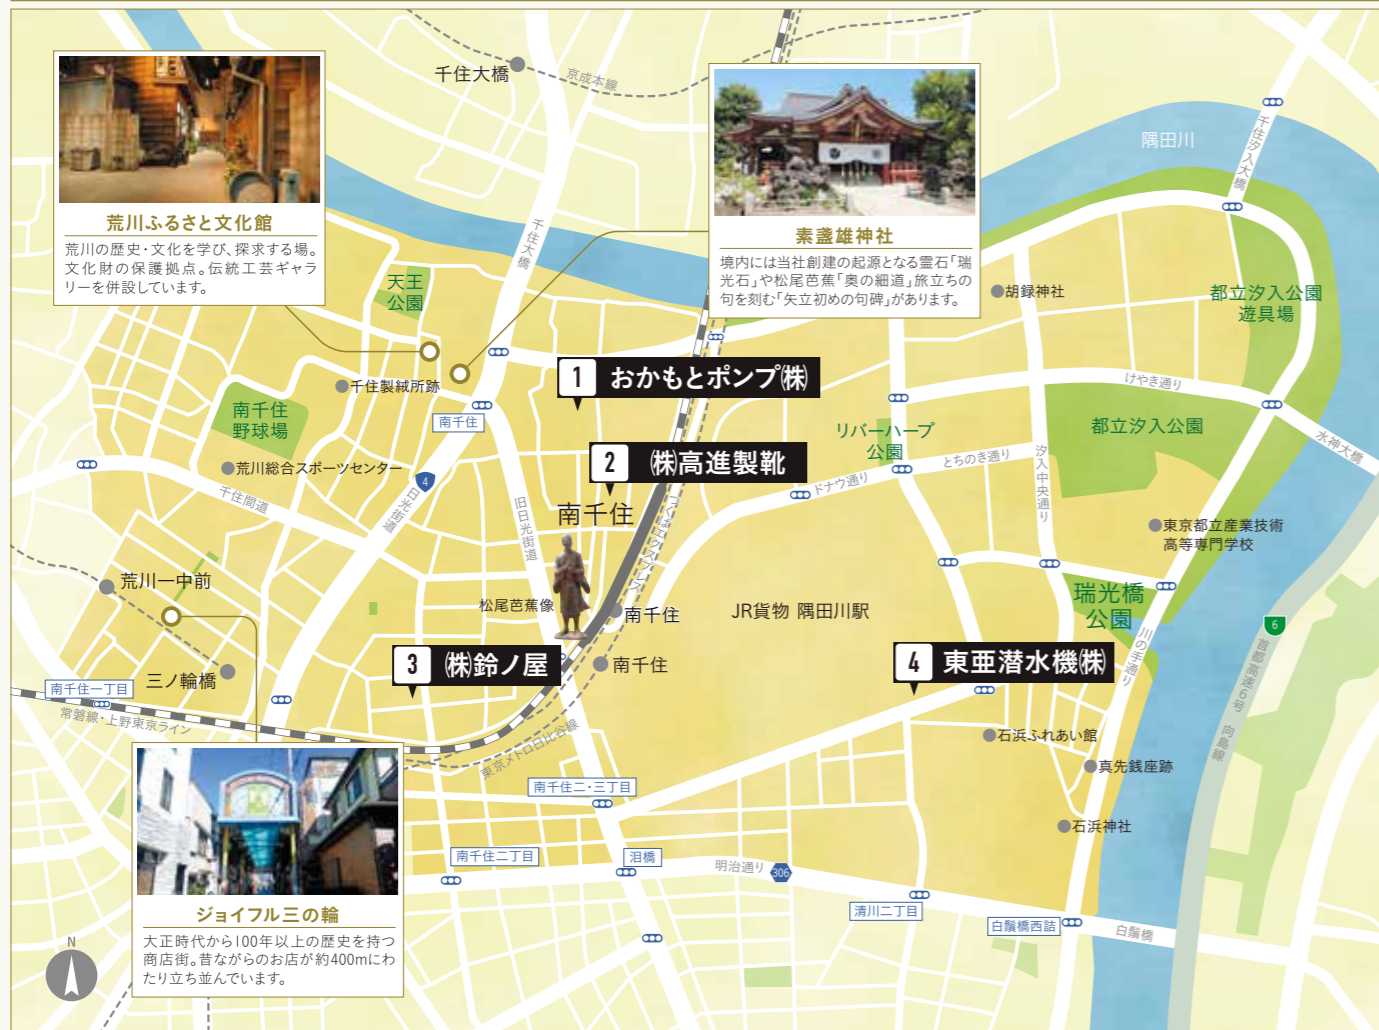 千住大橋
京成本線
荒川ふるさと文化館
荒川の歴史・文化を学び、探求する場。
文化財の保護拠点。伝統工芸ギャラ
リーを併設しています。
素盞雄神社
境内には当社創建の起源となる霊石「瑞
光石」や松尾芭蕉「奥の細道」旅立ちの
句を刻む「矢立初めの句碑」があります。
隅田川
千住汐入大橋
千住大橋
天王
公園
胡録神社
都立汐入公園
遊具場
千住製絨所跡
1 おかもとポンプ㈱
けやき通り
南千住
野球場
南千住
リバーハープ
公園
都立汐入公園
水神大橋
荒川総合スポーツセンター
2 ㈱高進製靴
とちのき通り
汐入中央通り
4
日光街道
千住間道
旧日光街道
南千住
つくばエクスプレス
ドナウ通り
東京都立産業技術
高等専門学校
荒川一中前
松尾芭蕉像
南千住
JR貨物 隅田川駅
瑞光橋
公園
川の手通り
6
首都高速6号 向島線
三ノ輪橋
3 ㈱鈴ノ屋
南千住
4 東亜潜水機㈱
南千住一丁目
常磐線・上野東京ライン
東京メトロ日比谷線
石浜ふれあい館
真先銭座跡
南千住二・三丁目
石浜神社
南千住二丁目
泪橋
明治通り
306
清川二丁目
白鬚橋西詰
白鬚橋
ジョイフル三の輪
大正時代から100年以上の歴史を持つ
商店街。昔ながらのお店が約400mにわ
たり立ち並んでいます。
N